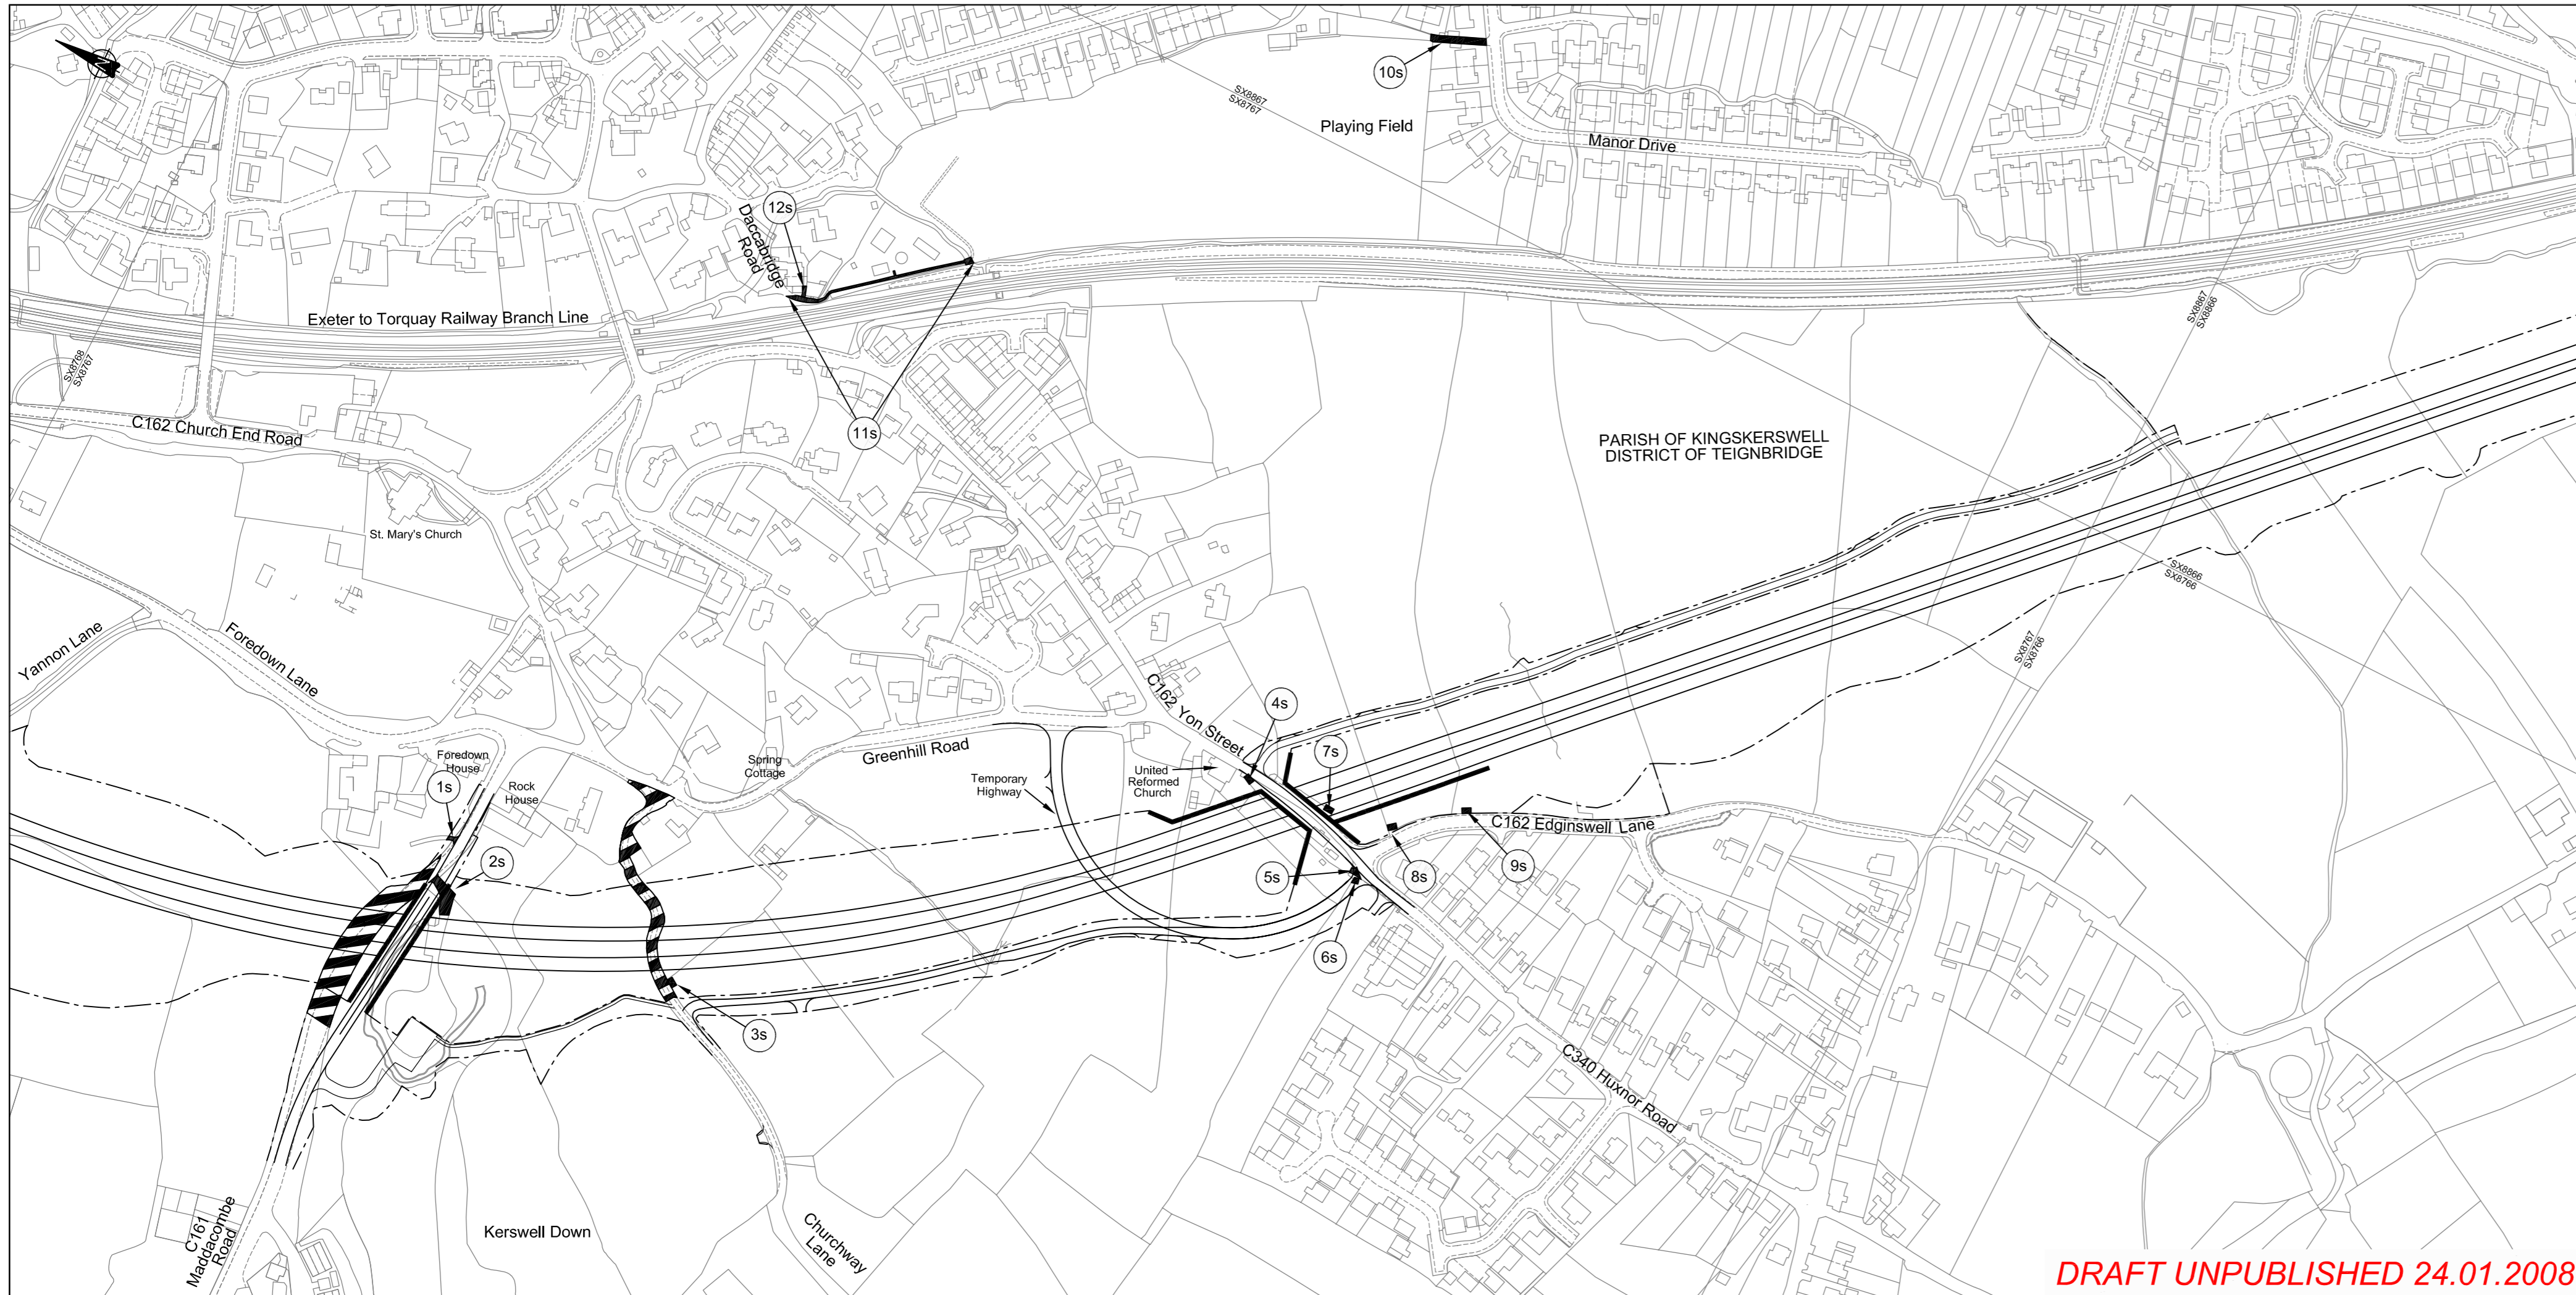 N
10s
SX8867
SX8767
Playing Field
Manor Drive
12s
Daccabridge
Road
Exeter to Torquay Railway Branch Line
SX8867
SX8866
SX8768
SX8767
C162 Church End Road
11s
PARISH OF KINGSKERSWELL
DISTRICT OF TEIGNBRIDGE
St. Mary's Church
SX8866
SX8766
Yannon Lane
Foredown Lane
SX8767
SX8766
C162 Yon Street
4s
Greenhill Road
7s
Foredown
House
1s
Spring
Cottage
Temporary
Highway
United
Reformed
Church
Rock
House
C162 Edginswell Lane
2s
5s
8s
9s
6s
3s
C340 Huxnor Road
C161
Maddacombe
Road
Kerswell Down
Churchway
Lane
DRAFT UNPUBLISHED 24.01.2008